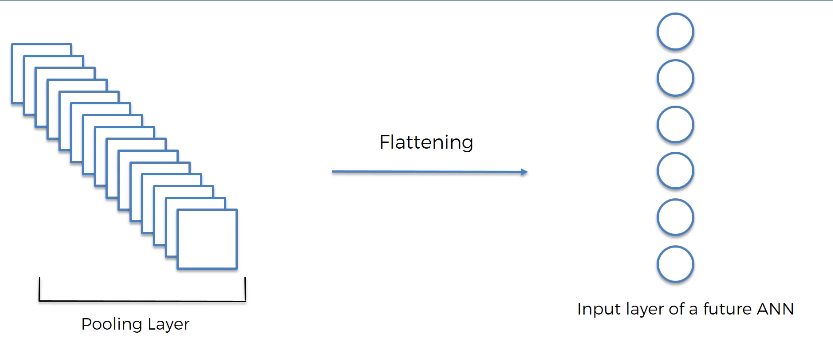 Flattening
Pooling Layer
Input layer of a future ANN